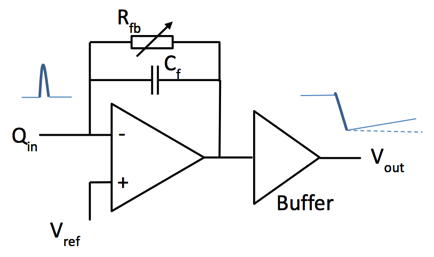 R_fb
C_f
Q_in
-
+
V_ref
Buffer
V_out